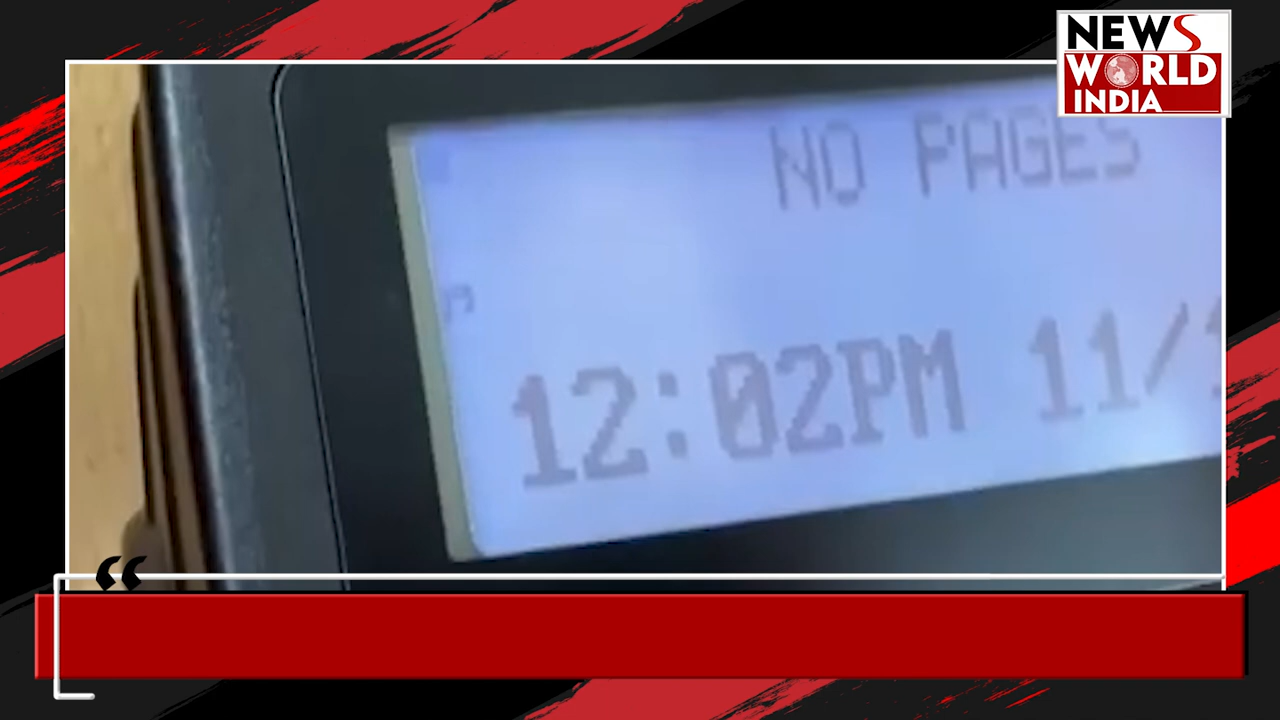 NEWS
WORLD
INDIA
NO PAGES
12:02PM 11/
“